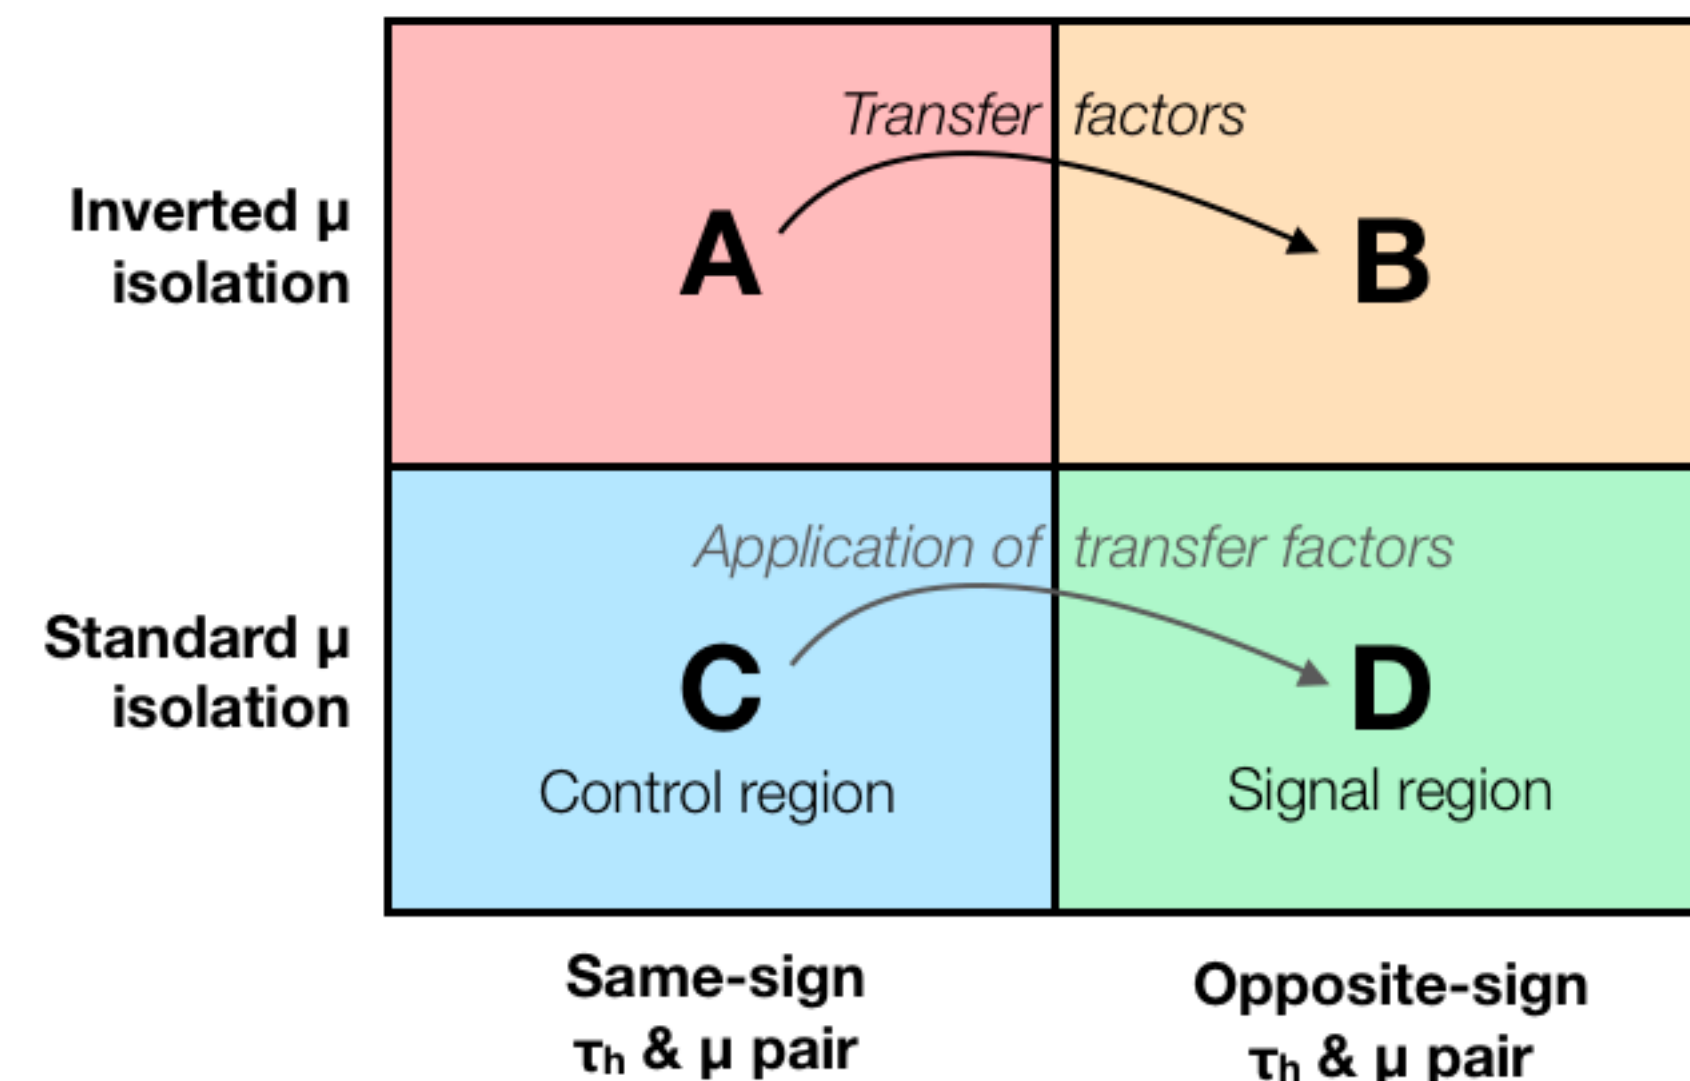 Transfer factors
Inverted μ
isolation
A
B
Application of transfer factors
Standard μ
isolation
C
D
Control region
Signal region
Same-sign
τh & μ pair
Opposite-sign
τh & μ pair